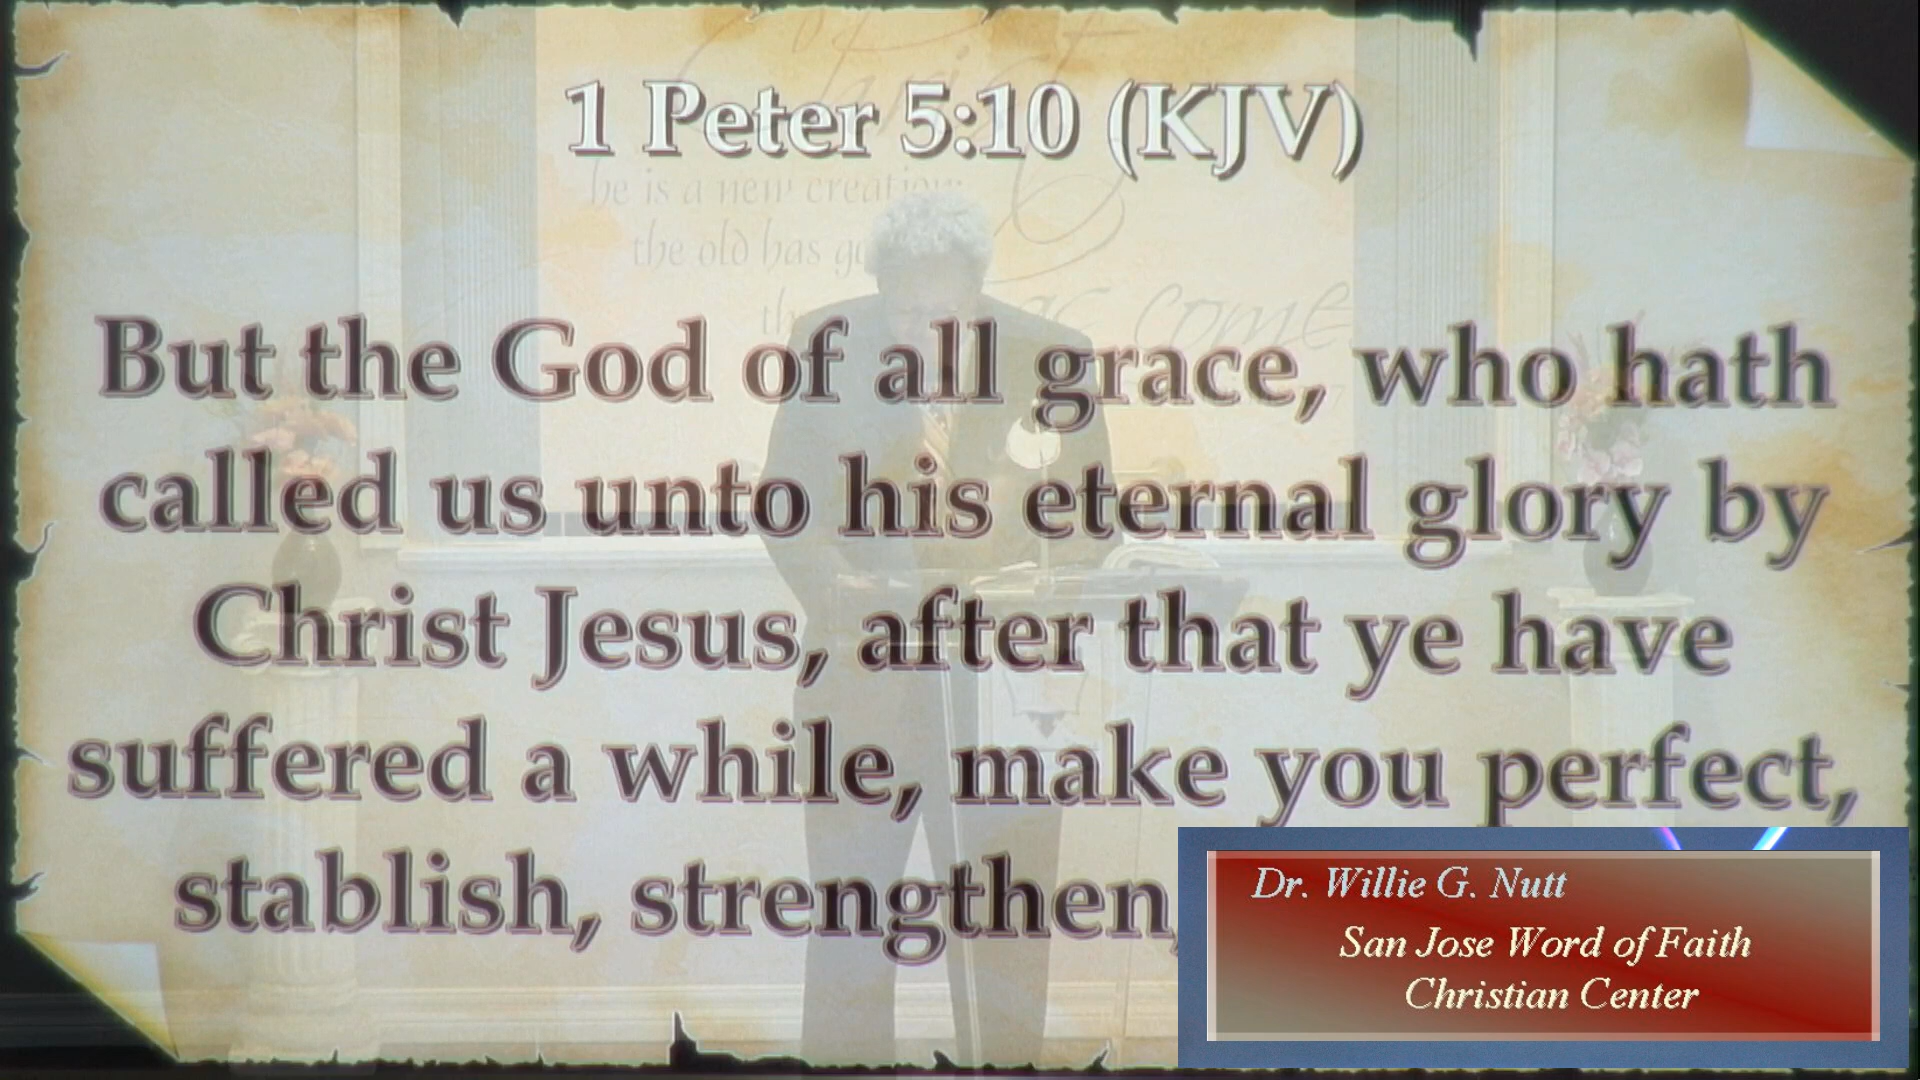 1 Peter 5:10 (KJV)
he is a new creation;
the old has go
come
But the God of all grace, who hath
called us unto his eternal glory by
Christ Jesus, after that ye have
suffered a while, make you perfect,
stablish, strengthen,
Dr. Willie G. Nutt
San Jose Word of Faith
Christian Center